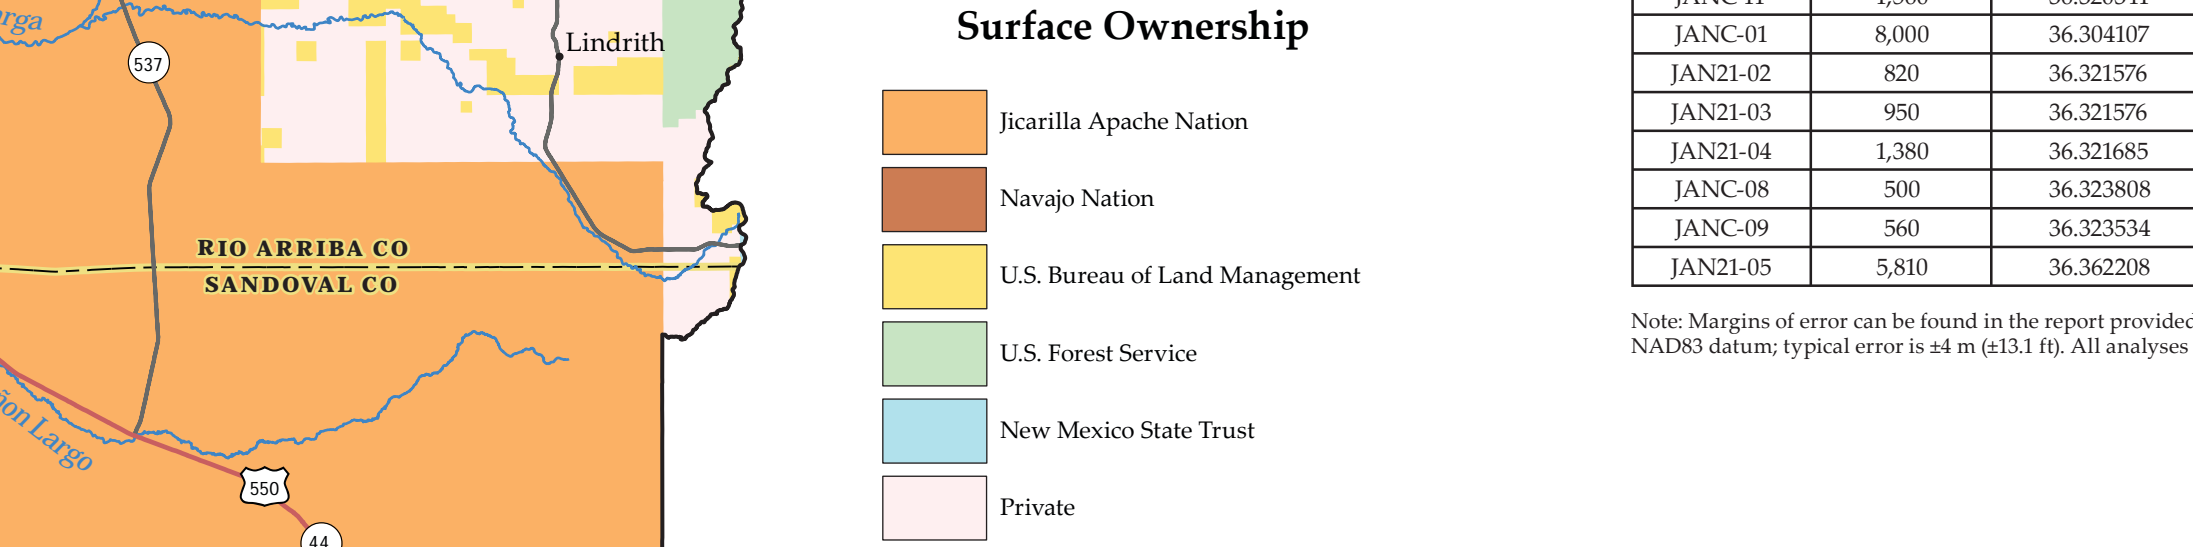 arga
537
Lindrith
RIO ARRIBA CO
SANDOVAL CO
ñon Largo
550
44
Surface Ownership
Jicarilla Apache Nation
Navajo Nation
U.S. Bureau of Land Management
U.S. Forest Service
New Mexico State Trust
Private
JANC-01 8,000 36.304107
JAN21-02 820 36.321576
JAN21-03 950 36.321576
JAN21-04 1,380 36.321685
JANC-08 500 36.323808
JANC-09 560 36.323534
JAN21-05 5,810 36.362208
Note: Margins of error can be found in the report provided
NAD83 datum; typical error is ±4 m (±13.1 ft). All analyses